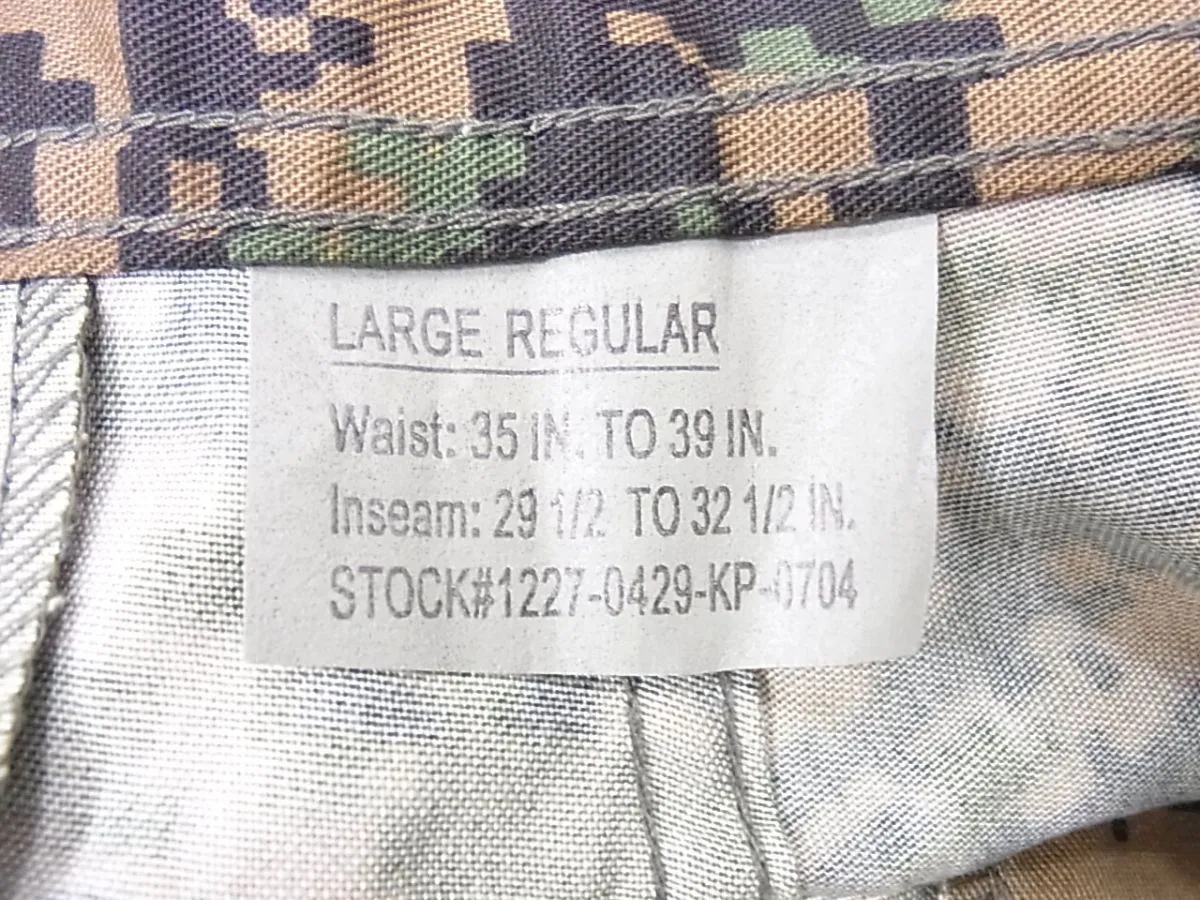 LARGE REGULAR
Waist: 35 IN. TO 39 IN.
Inseam: 29 1/2 TO 32 1/2 IN.
STOCK#1227-0429-KP-0704